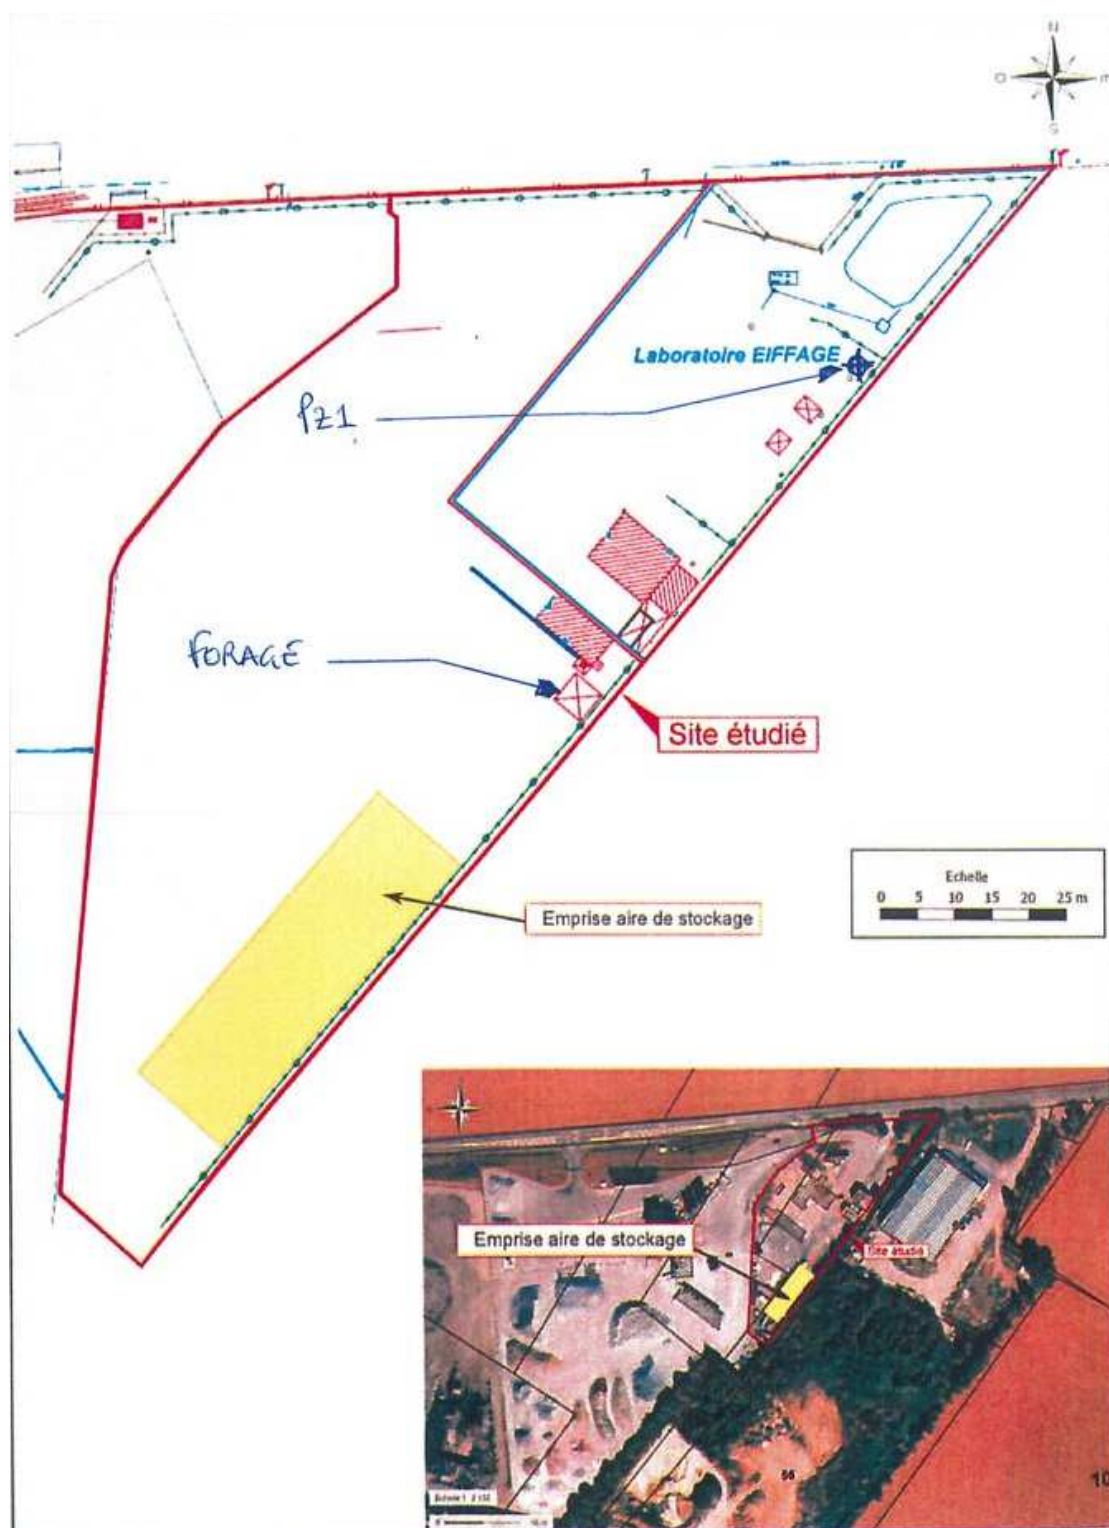 N
O
S
Laboratoire EIFFAGE
PZ1
FORAGE
Site étudié
Echelle
0 5 10 15 20 25 m
Emprise aire de stockage
Emprise aire de stockage
Site étudié
56
10